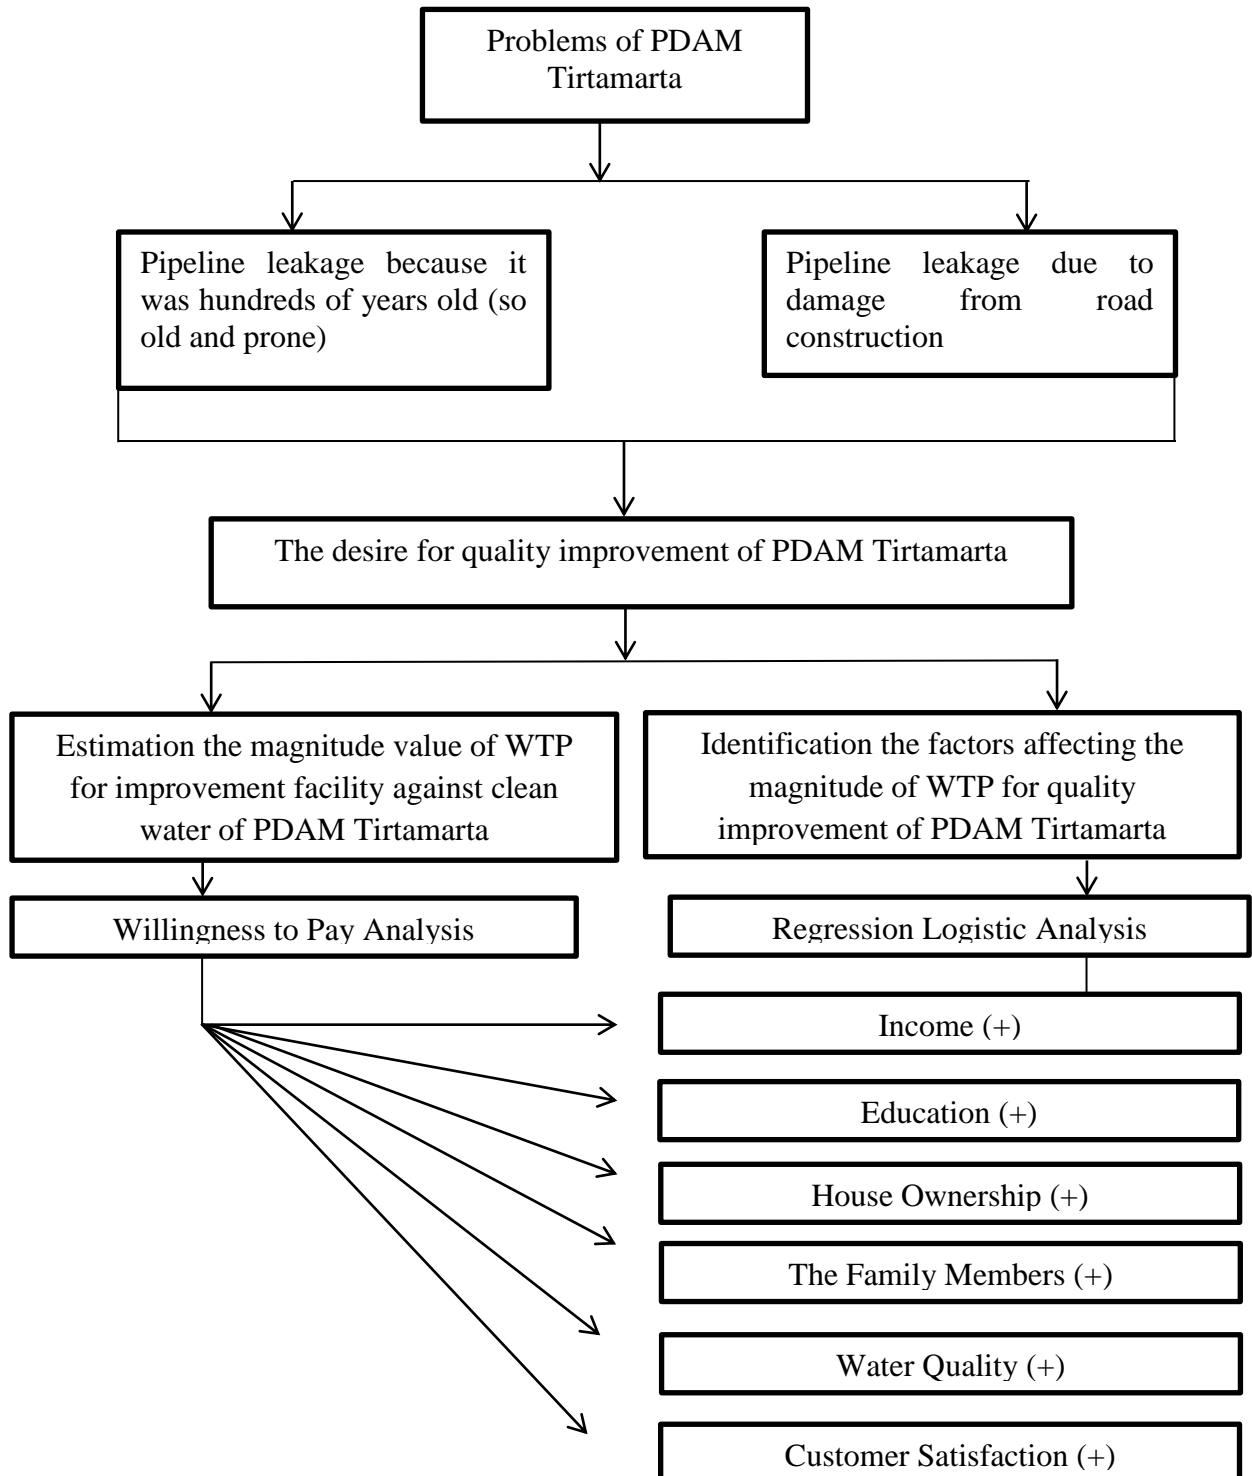 Problems of PDAM
Tirtamarta
Pipeline leakage because it
was hundreds of years old (so
old and prone)
Pipeline leakage due to
damage from road
construction
The desire for quality improvement of PDAM Tirtamarta
Estimation the magnitude value of WTP
for improvement facility against clean
water of PDAM Tirtamarta
Identification the factors affecting the
magnitude of WTP for quality
improvement of PDAM Tirtamarta
Willingness to Pay Analysis
Regression Logistic Analysis
Income (+)
Education (+)
House Ownership (+)
The Family Members (+)
Water Quality (+)
Customer Satisfaction (+)